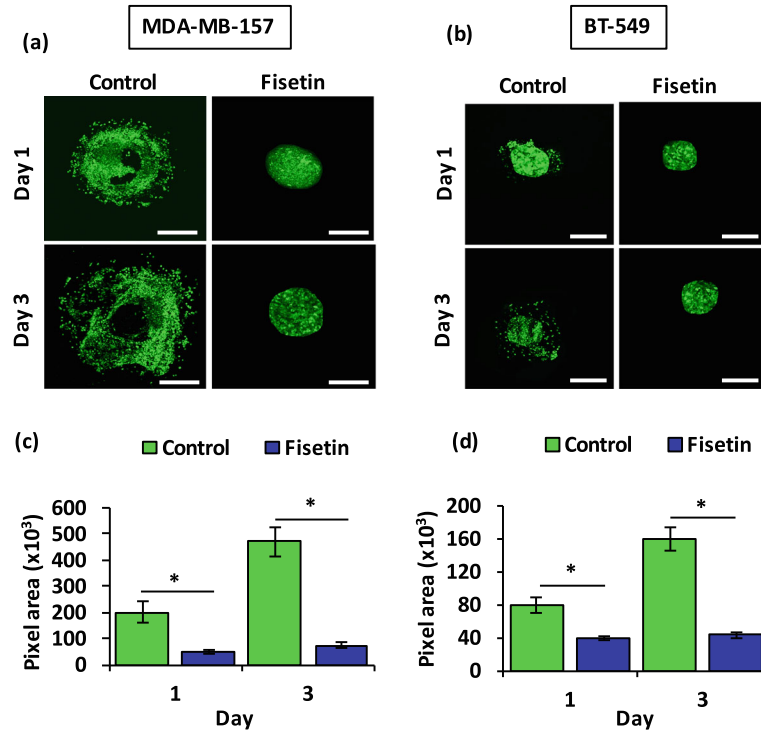 (a)
MDA-MB-157
(b)
BT-549
Control
Fisetin
Control
Fisetin
Day 1
Day 1
Day 3
Day 3
(c)
Control
Fisetin
(d)
Control
Fisetin
Pixel area (x10³)
600
500
400
300
200
100
0
*
*
1
3
Day
Pixel area (x10³)
200
160
120
80
40
0
*
*
1
3
Day